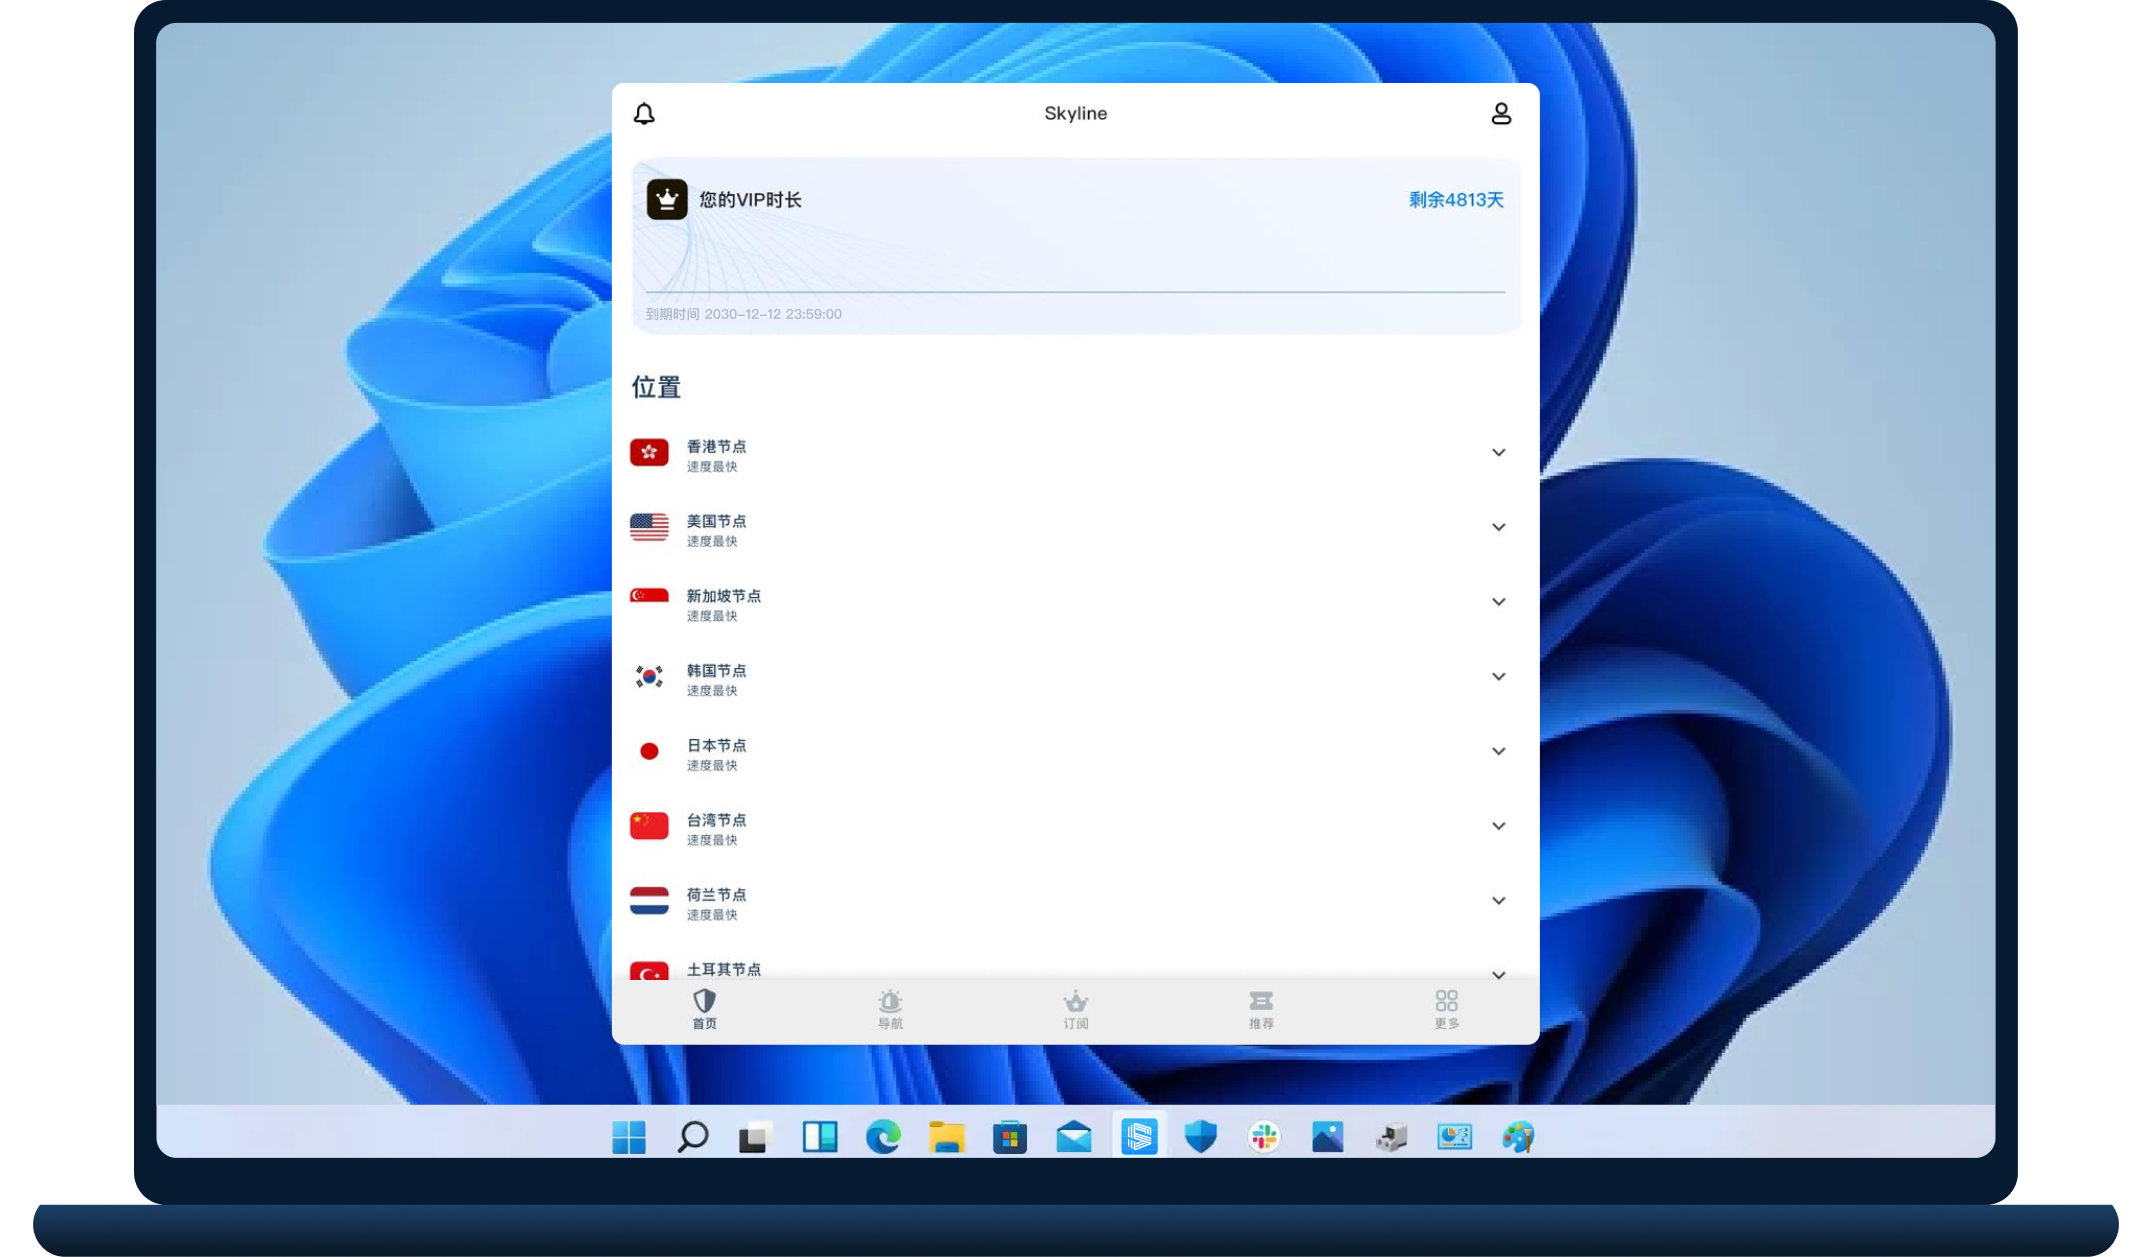 Skyline
您的VIP时长
剩余4813天
到期时间 2030-12-12 23:59:00
位置
香港节点
速度最快
美国节点
速度最快
新加坡节点
速度最快
韩国节点
速度最快
日本节点
速度最快
台湾节点
速度最快
荷兰节点
速度最快
土耳其节点
首页
导航
订阅
推荐
更多